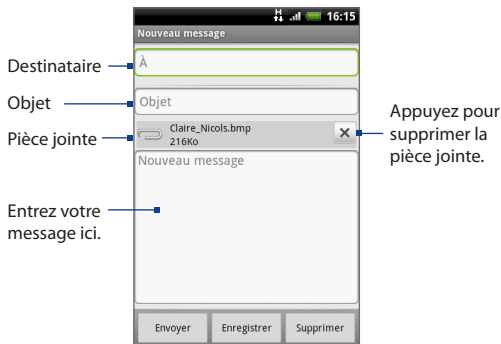 H 16:15
Nouveau message
Destinataire
À
Objet
Objet
Pièce jointe
Claire_Nicols.bmp
216Ko
Appuyez pour
supprimer la
pièce jointe.
Nouveau message
Entrez votre
message ici.
Envoyer Enregistrer Supprimer